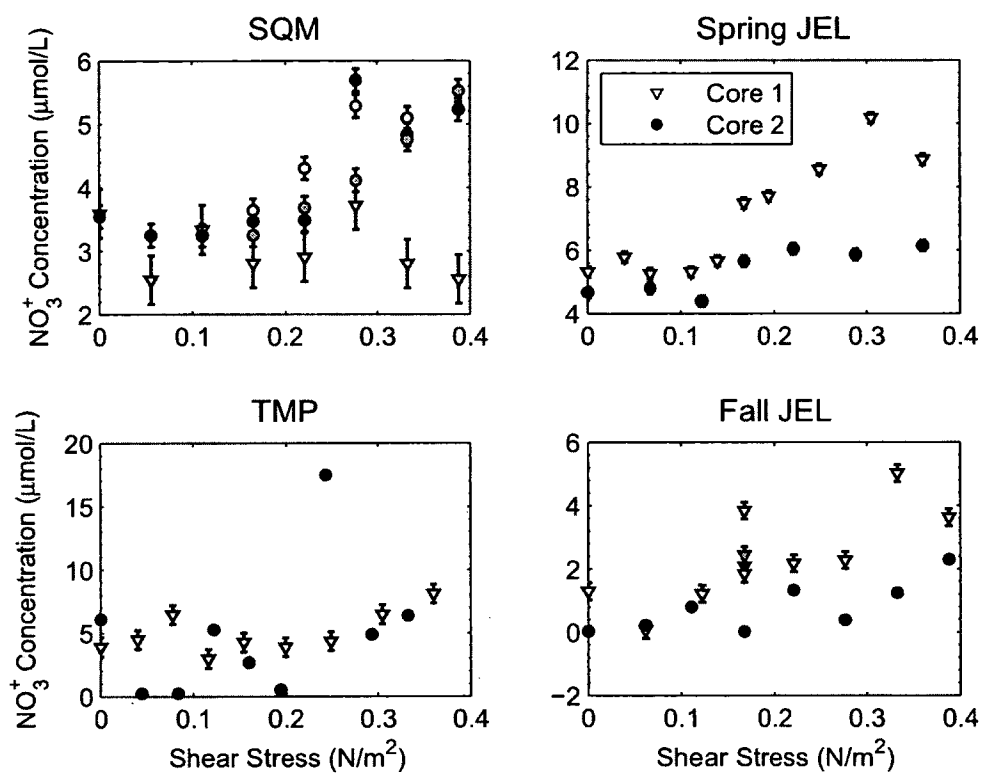 SQM
NO3+ Concentration (μmol/L)
6
5
4
3
2
0 0.1 0.2 0.3 0.4
Spring JEL
12
10
8
6
4
Core 1
Core 2
0 0.1 0.2 0.3 0.4
TMP
NO3+ Concentration (μmol/L)
20
15
10
5
0
0 0.1 0.2 0.3 0.4
Shear Stress (N/m²)
Fall JEL
6
4
2
0
−2
0 0.1 0.2 0.3 0.4
Shear Stress (N/m²)